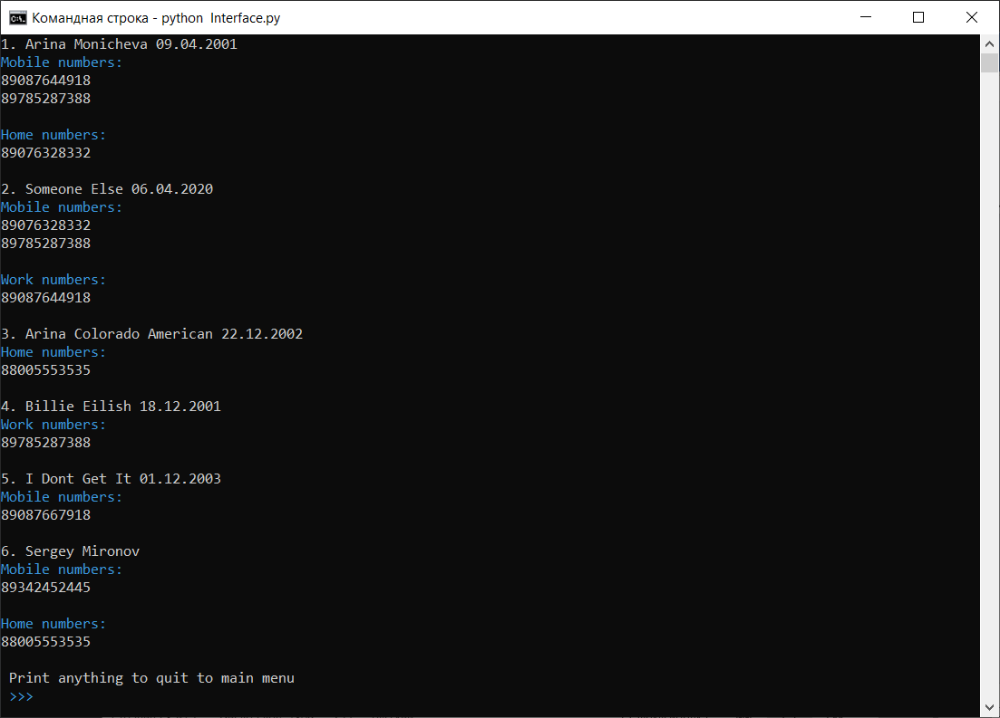 Командная строка - python  Interface.py
1. Arina Monicheva 09.04.2001
Mobile numbers:
89087644918
89785287388
Home numbers:
89076328332
2. Someone Else 06.04.2020
Mobile numbers:
89076328332
89785287388
Work numbers:
89087644918
3. Arina Colorado American 22.12.2002
Home numbers:
88005553535
4. Billie Eilish 18.12.2001
Work numbers:
89785287388
5. I Dont Get It 01.12.2003
Mobile numbers:
89087667918
6. Sergey Mironov
Mobile numbers:
89342452445
Home numbers:
88005553535
Print anything to quit to main menu
>>>